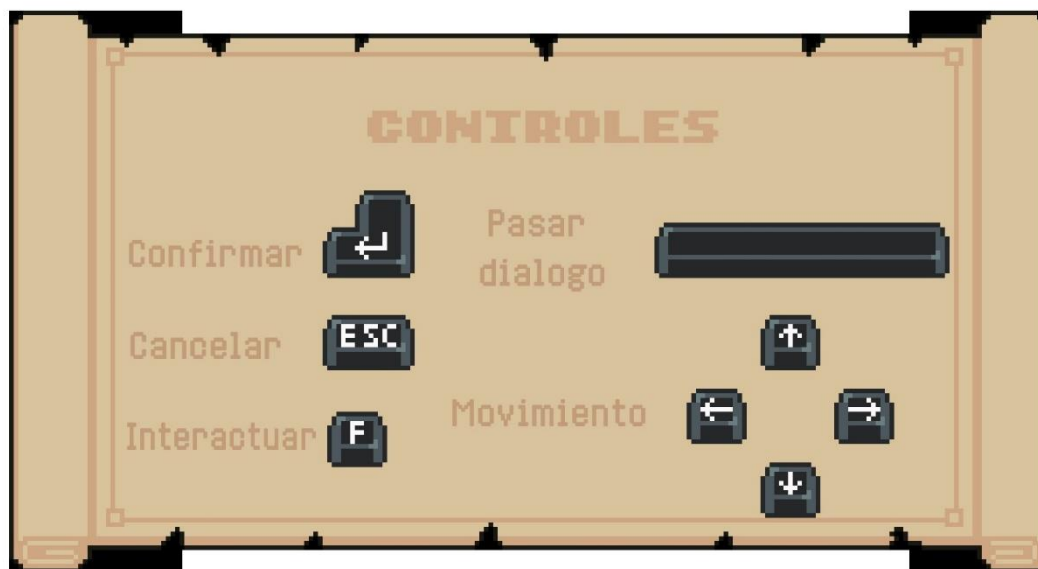 CONTROLES
Confirmar
Pasar
dialogo
Cancelar
ESC
Interactuar
F
Movimiento